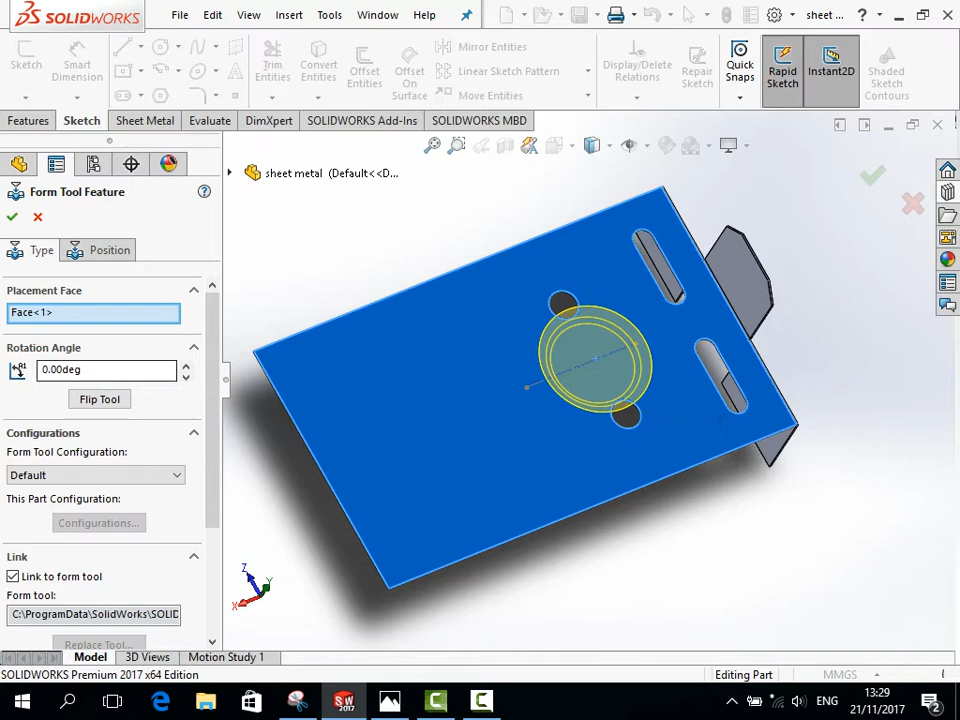 SOLIDWORKS
File Edit View Insert Tools Window Help
sheet ...
Sketch
Smart Dimension
Trim Entities
Convert Entities
Offset Entities
Offset On Surface
Mirror Entities
Linear Sketch Pattern
Move Entities
Display/Delete Relations
Repair Sketch
Quick Snaps
Rapid Sketch
Instant2D
Shaded Sketch Contours
Features Sketch Sheet Metal Evaluate DimXpert SOLIDWORKS Add-Ins SOLIDWORKS MBD
sheet metal (Default<<D...
Form Tool Feature
Type Position
Placement Face
Face<1>
Rotation Angle
0.00deg
Flip Tool
Configurations
Form Tool Configuration:
Default
This Part Configuration:
Configurations...
Link
Link to form tool
Form tool:
C:\ProgramData\SolidWorks\SOLID
Replace Tool...
Z
Y
X
Model 3D Views Motion Study 1
SOLIDWORKS Premium 2017 x64 Edition
Editing Part
MMGS
SW 2017
ENG
13:29
21/11/2017
2